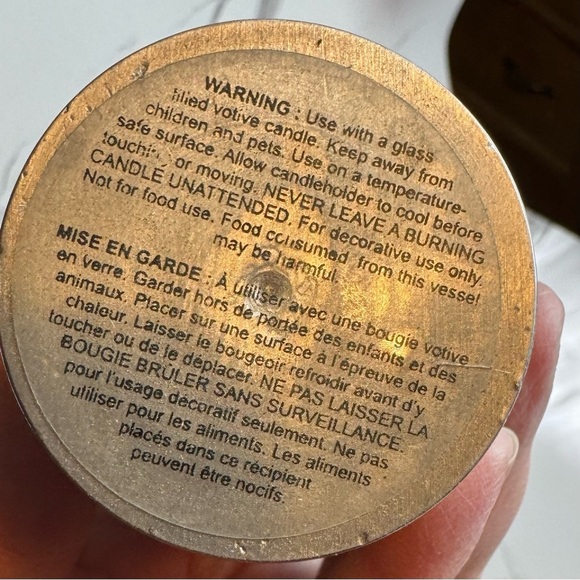 WARNING : Use with a glass
filled votive candle. Keep away from
children and pets. Use on a temperature-
safe surface. Allow candleholder to cool before
touching or moving. NEVER LEAVE A BURNING
CANDLE UNATTENDED. For decorative use only.
Not for food use. Food consumed from this vessel
may be harmful.
MISE EN GARDE : À utiliser avec une bougie votive
en verre. Garder hors de portée des enfants et des
animaux. Placer sur une surface à l'épreuve de la
chaleur. Laisser le bougeoir refroidir avant d'y
toucher ou de le déplacer. NE PAS LAISSER LA
BOUGIE BRÛLER SANS SURVEILLANCE.
pour l'usage décoratif seulement. Ne pas
utiliser pour les aliments. Les aliments
placés dans ce récipient
peuvent être nocifs.